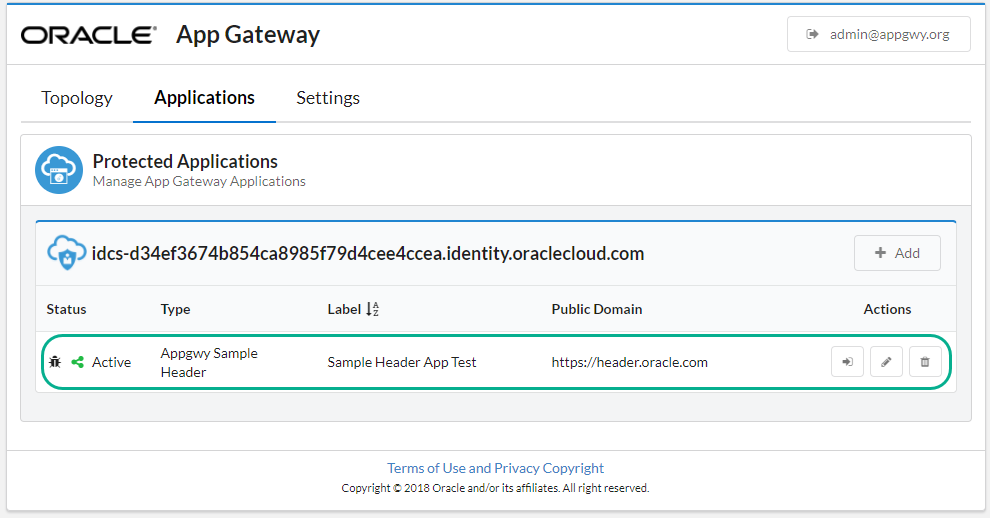 ORACLE App Gateway
admin@appgwy.org
Topology Applications Settings
Protected Applications
Manage App Gateway Applications
idcs-d34ef3674b854ca8985f79d4cee4ccea.identity.oraclecloud.com
Add
Status Type Label Public Domain Actions
Active Appgwy Sample Header Sample Header App Test https://header.oracle.com
Terms of Use and Privacy Copyright
Copyright © 2018 Oracle and/or its affiliates. All right reserved.